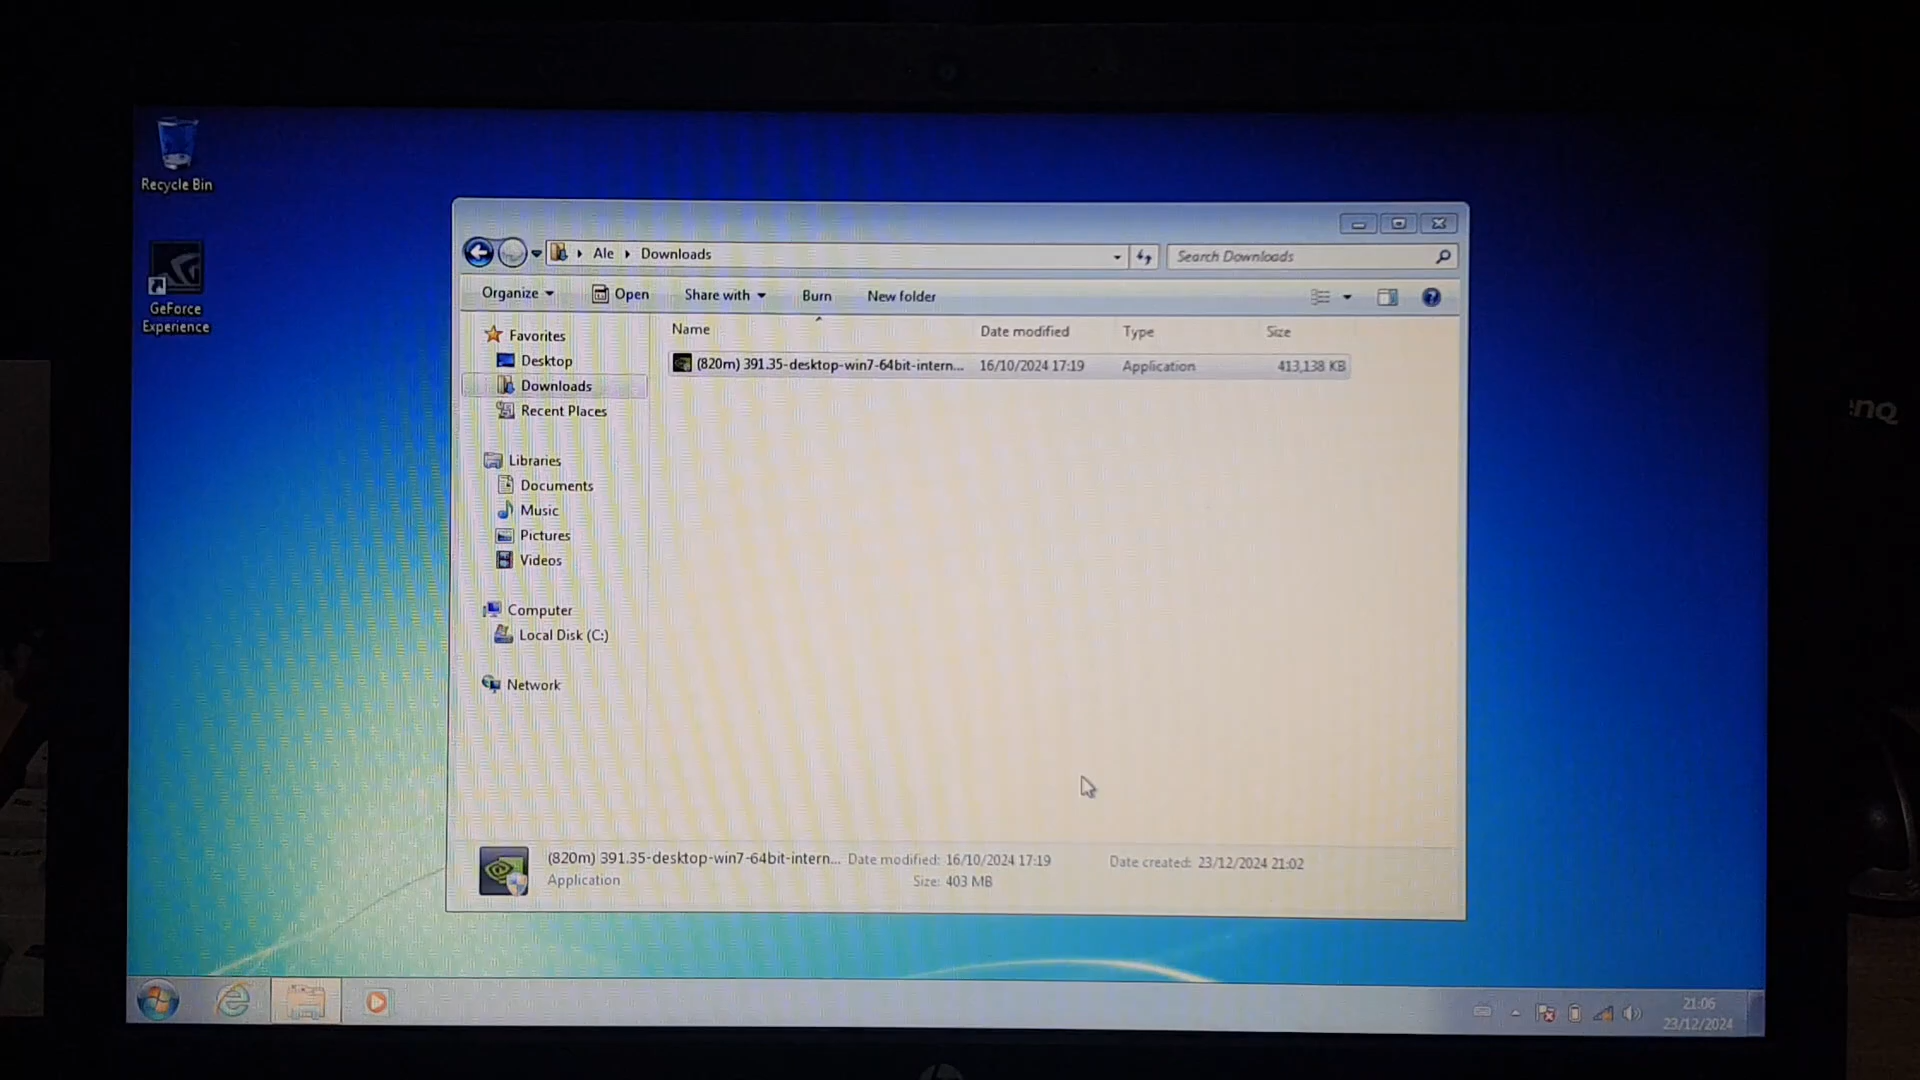 Recycle Bin
GeForce
Experience
Ale
Downloads
Search Downloads
Organize
Open
Share with
Burn
New folder
Name
Date modified
Type
Size
Favorites
Desktop
Downloads
Recent Places
Libraries
Documents
Music
Pictures
Videos
Computer
Local Disk (C:)
Network
(820m) 391.35-desktop-win7-64bit-intern... 16/10/2024 17:19 Application 413,138 KB
(820m) 391.35-desktop-win7-64bit-intern... Date modified: 16/10/2024 17:19 Date created: 23/12/2024 21:02
Application Size: 403 MB
21:06
23/12/2024